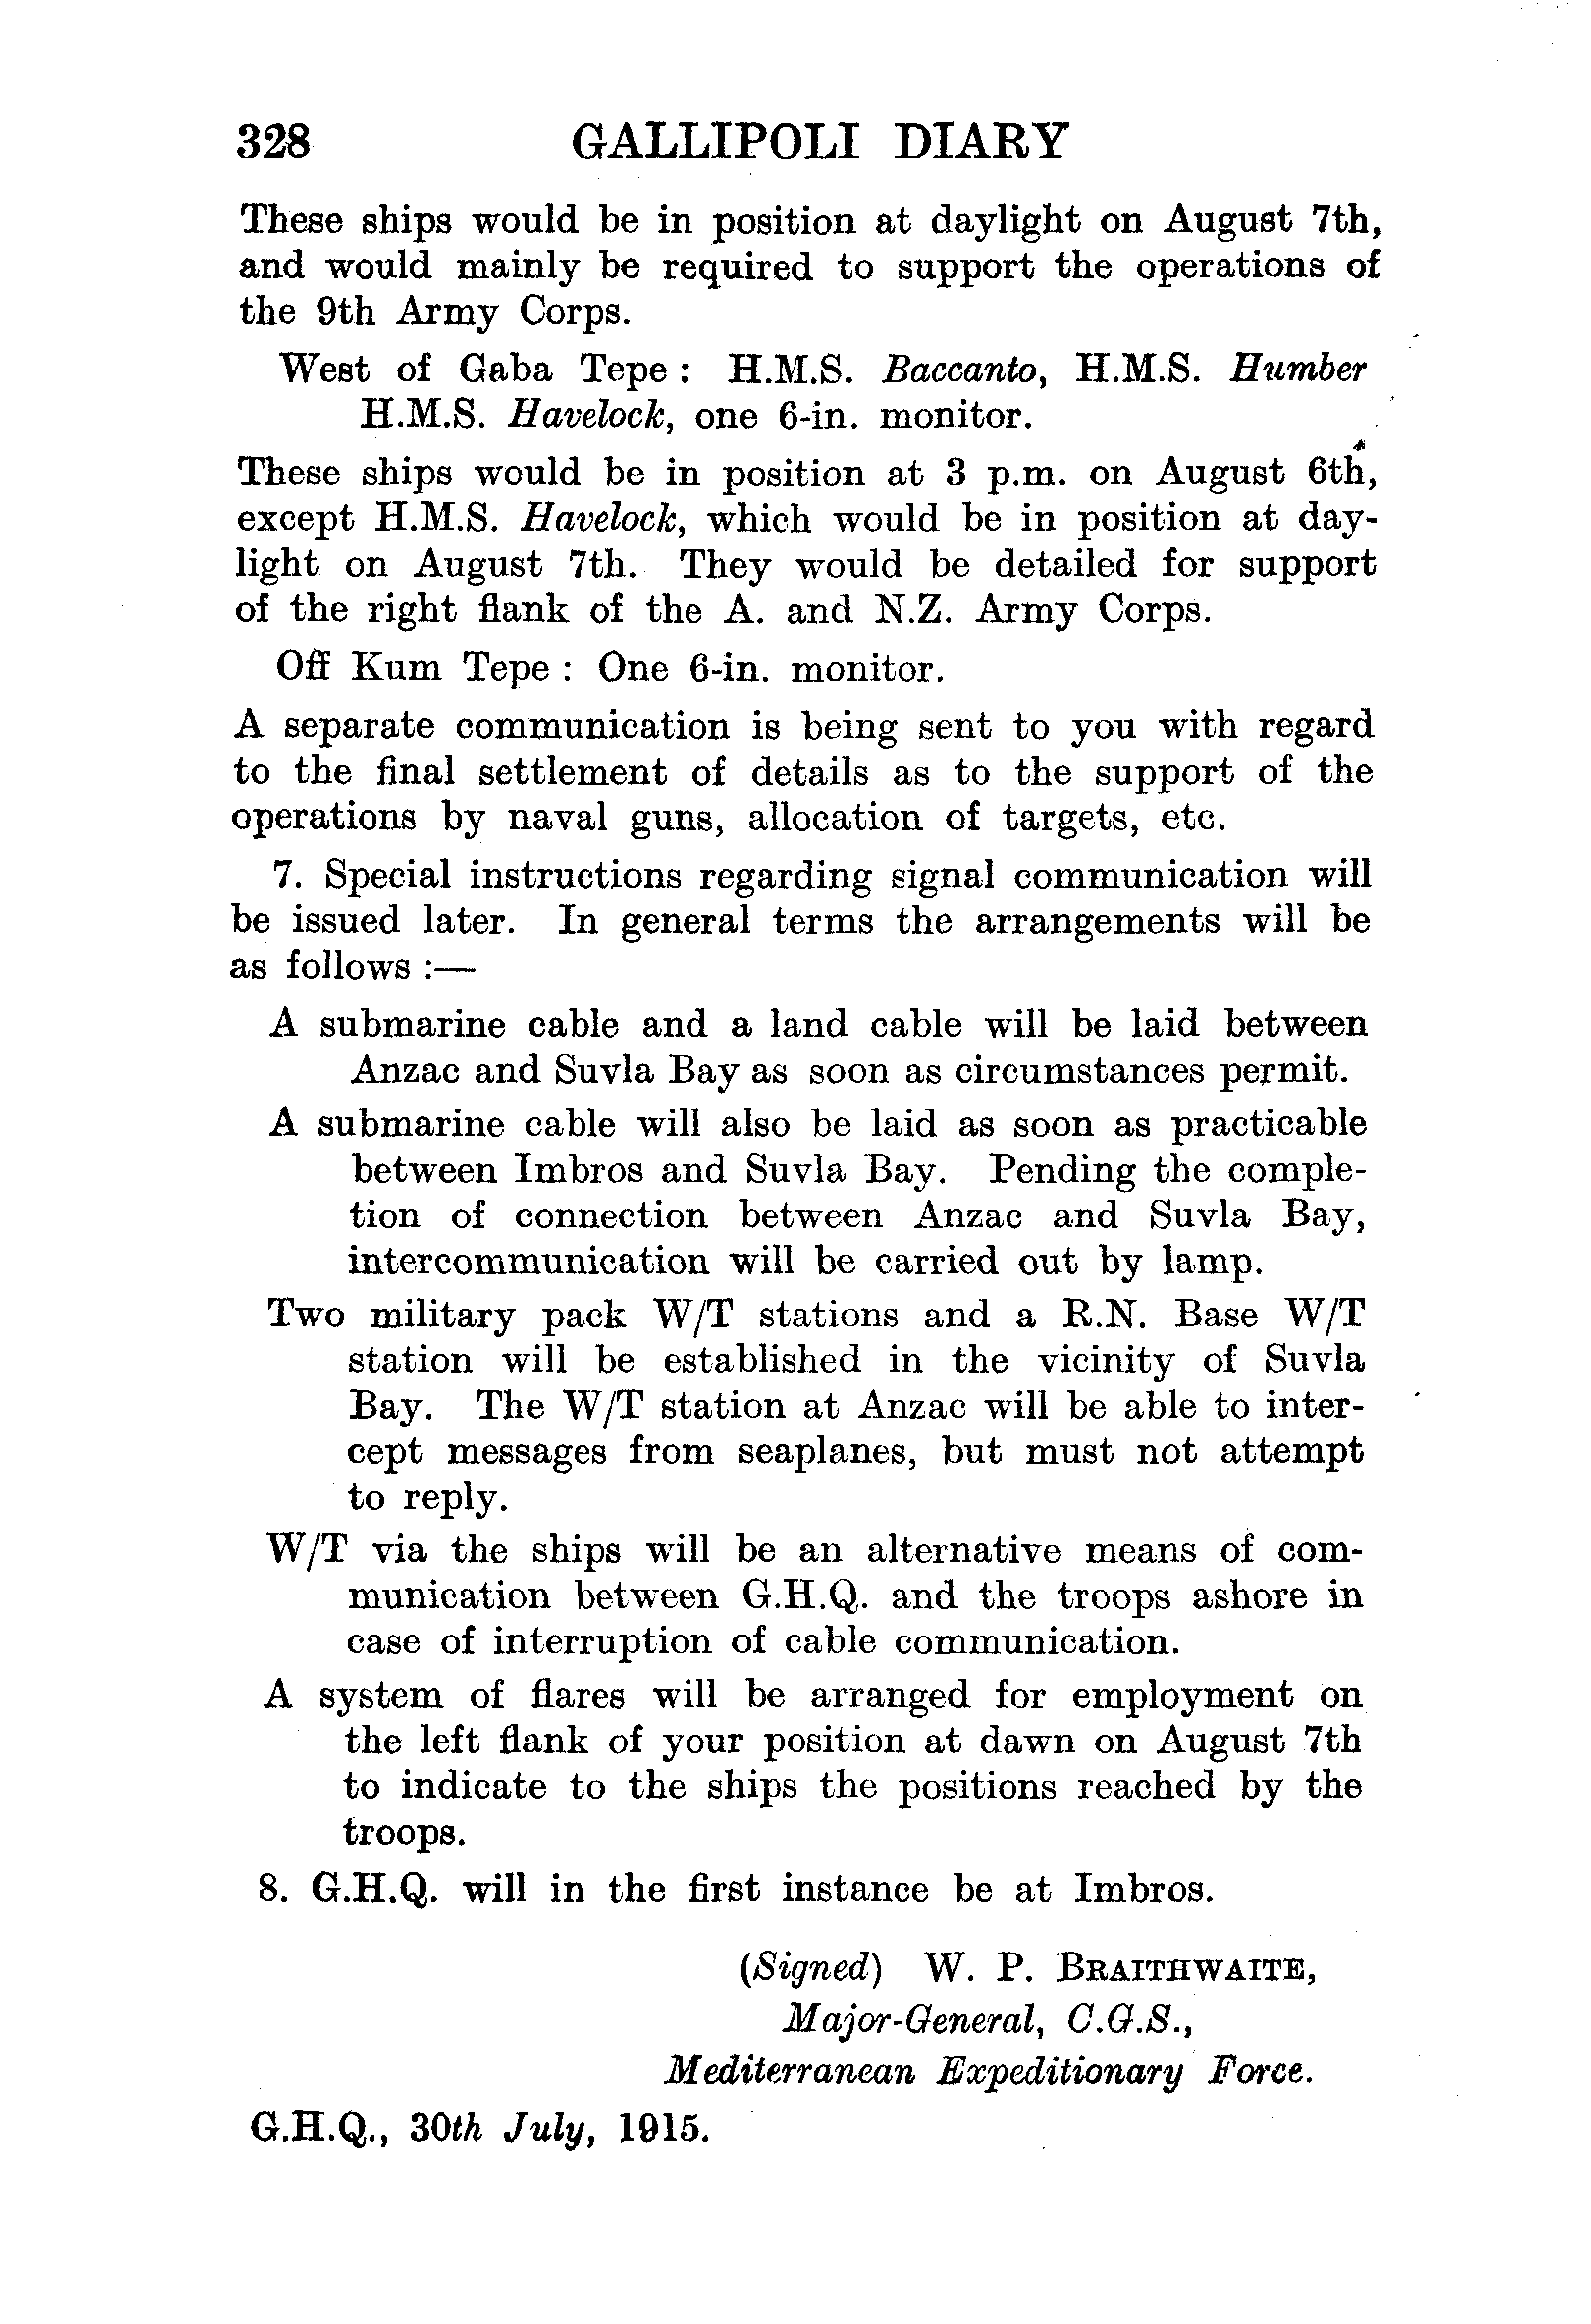 328 GALLIPOLI DIARY
These ships would be in position at daylight on August 7th,
and would mainly be required to support the operations of
the 9th Army Corps.
West of Gaba Tepe : H.M.S. Baccanto, H.M.S. Humber
H.M.S. Havelock, one 6-in. monitor.
These ships would be in position at 3 p.m. on August 6th,
except H.M.S. Havelock, which would be in position at day-
light on August 7th. They would be detailed for support
of the right flank of the A. and N.Z. Army Corps.
Off Kum Tepe : One 6-in. monitor.
A separate communication is being sent to you with regard
to the final settlement of details as to the support of the
operations by naval guns, allocation of targets, etc.
7. Special instructions regarding signal communication will
be issued later. In general terms the arrangements will be
as follows :—
A submarine cable and a land cable will be laid between
Anzac and Suvla Bay as soon as circumstances permit.
A submarine cable will also be laid as soon as practicable
between Imbros and Suvla Bay. Pending the comple-
tion of connection between Anzac and Suvla Bay,
intercommunication will be carried out by lamp.
Two military pack W/T stations and a R.N. Base W/T
station will be established in the vicinity of Suvla
Bay. The W/T station at Anzac will be able to inter-
cept messages from seaplanes, but must not attempt
to reply.
W/T via the ships will be an alternative means of com-
munication between G.H.Q. and the troops ashore in
case of interruption of cable communication.
A system of flares will be arranged for employment on
the left flank of your position at dawn on August 7th
to indicate to the ships the positions reached by the
troops.
8. G.H.Q. will in the first instance be at Imbros.
(Signed) W. P. BRAITHWAITE,
Major-General, C.G.S.,
Mediterranean Expeditionary Force.
G.H.Q., 30th July, 1915.